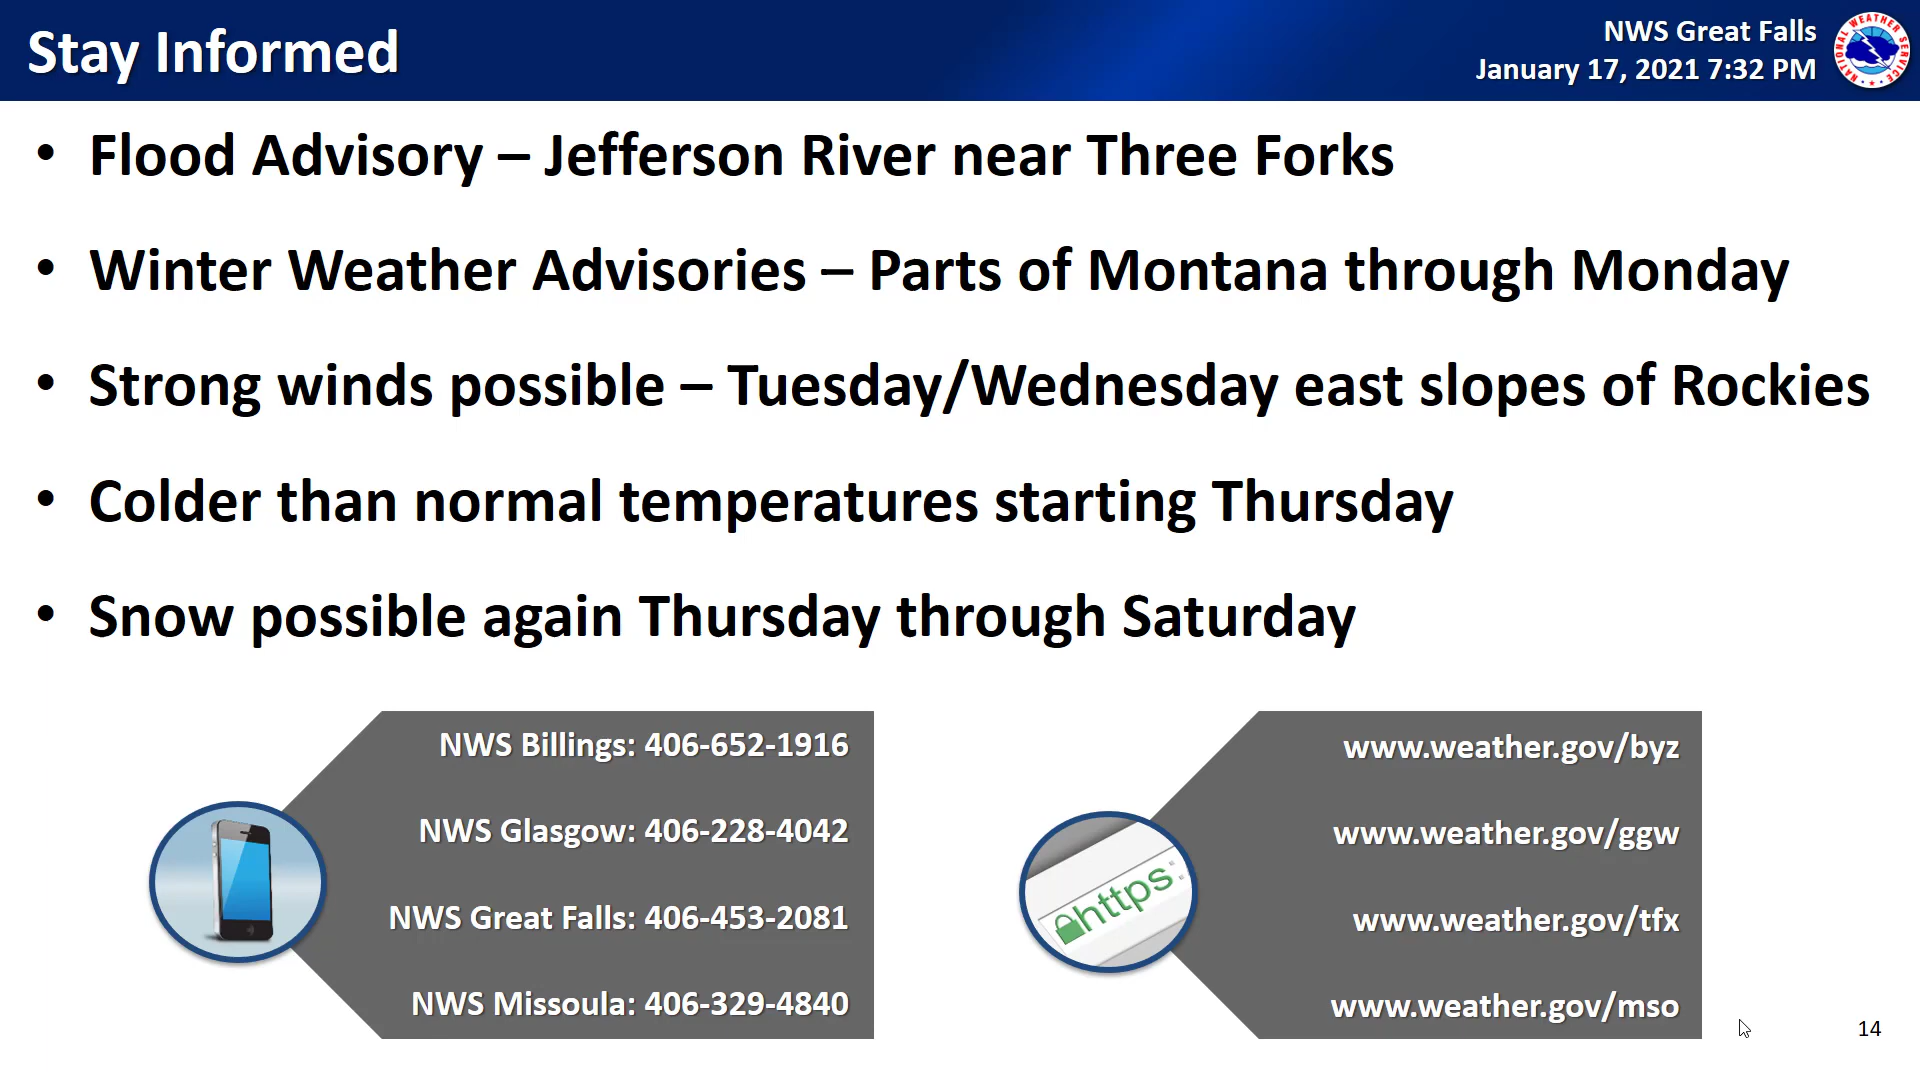 Stay Informed
NWS Great Falls
January 17, 2021 7:32 PM
NATIONAL WEATHER SERVICE
• Flood Advisory – Jefferson River near Three Forks
• Winter Weather Advisories – Parts of Montana through Monday
• Strong winds possible – Tuesday/Wednesday east slopes of Rockies
• Colder than normal temperatures starting Thursday
• Snow possible again Thursday through Saturday
NWS Billings: 406-652-1916
NWS Glasgow: 406-228-4042
NWS Great Falls: 406-453-2081
NWS Missoula: 406-329-4840
https:
www.weather.gov/byz
www.weather.gov/ggw
www.weather.gov/tfx
www.weather.gov/mso
14